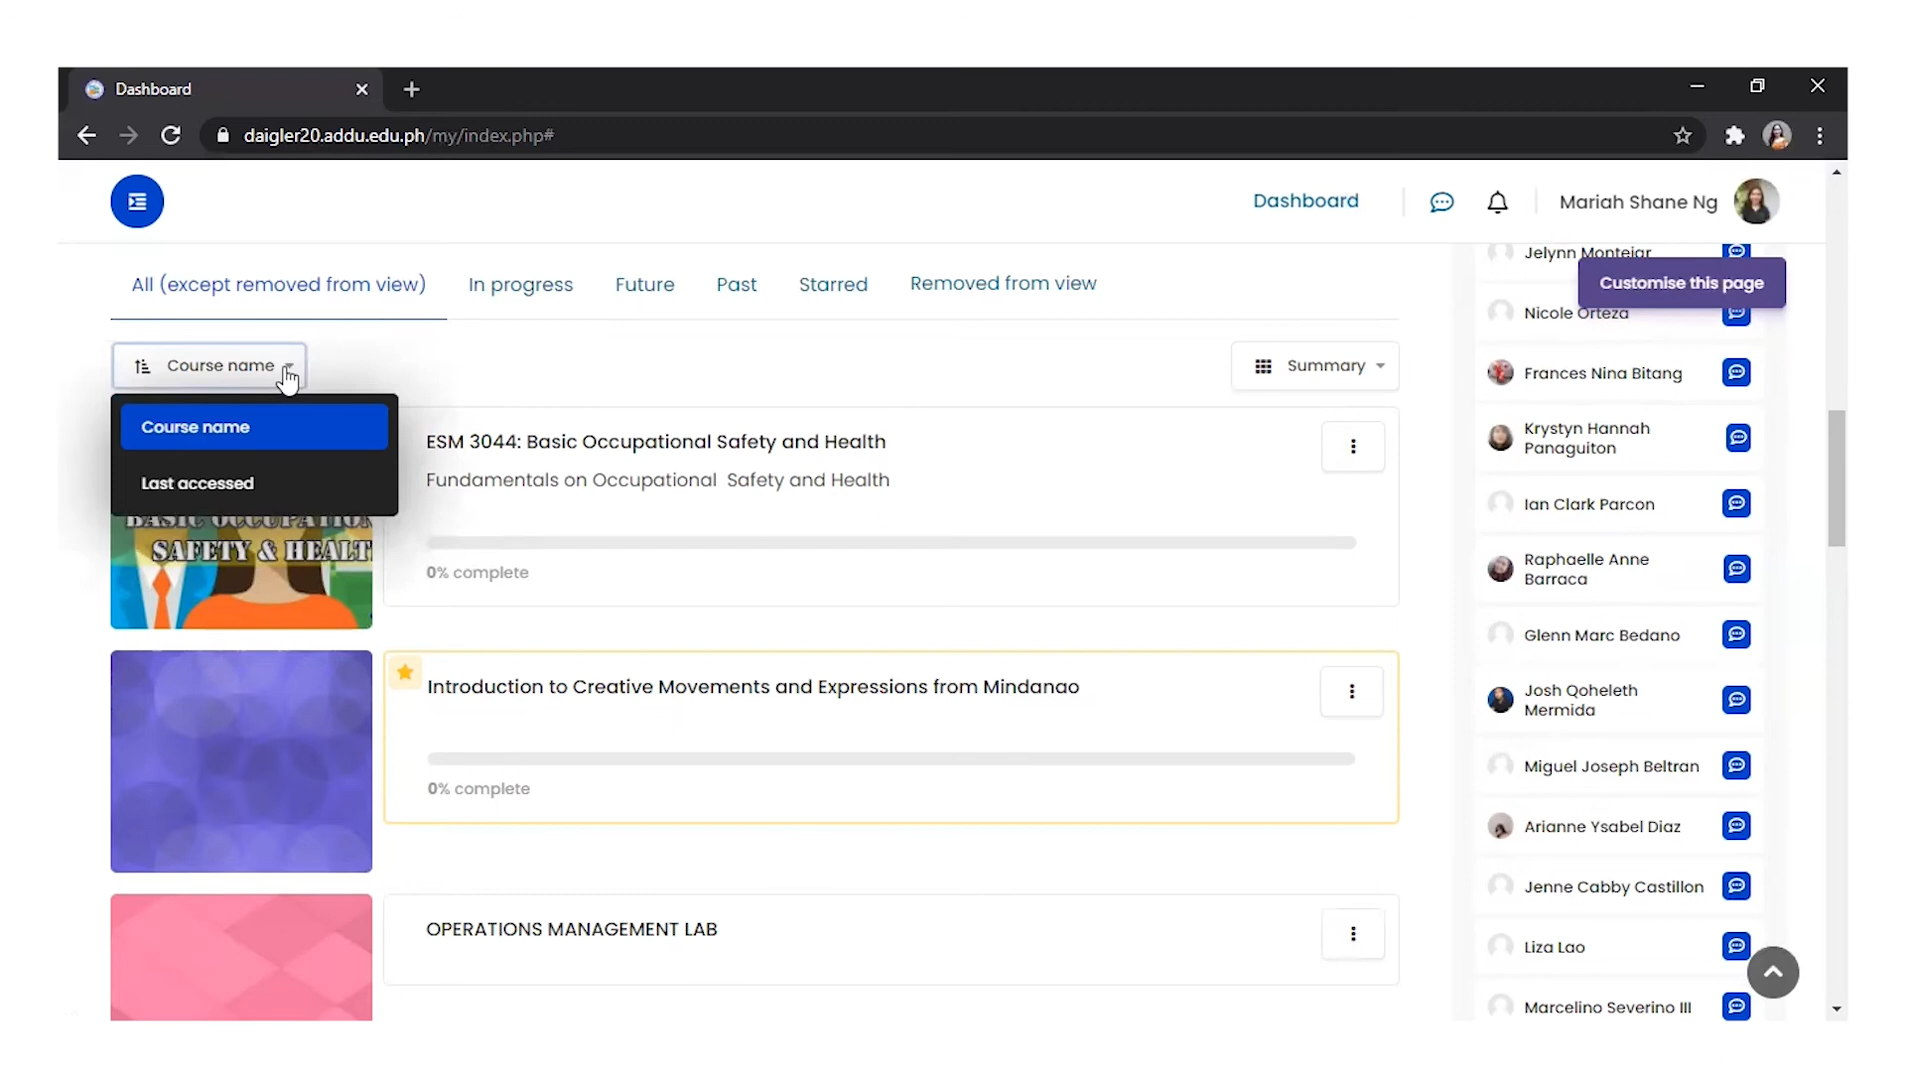 Dashboard
daigler20.addu.edu.ph/my/index.php#
Dashboard
Mariah Shane Ng
All (except removed from view)
In progress
Future
Past
Starred
Removed from view
Customise this page
Course name
Summary
Course name
Last accessed
BASIC OCCUPATION
SAFETY & HEALT
ESM 3044: Basic Occupational Safety and Health
Fundamentals on Occupational Safety and Health
0% complete
Introduction to Creative Movements and Expressions from Mindanao
0% complete
OPERATIONS MANAGEMENT LAB
Jelynn Montejar
Nicole Orteza
Frances Nina Bitang
Krystyn Hannah
Panaguiton
Ian Clark Parcon
Raphaelle Anne
Barraca
Glenn Marc Bedano
Josh Qoheleth
Mermida
Miguel Joseph Beltran
Arianne Ysabel Diaz
Jenne Cabby Castillon
Liza Lao
Marcelino Severino III